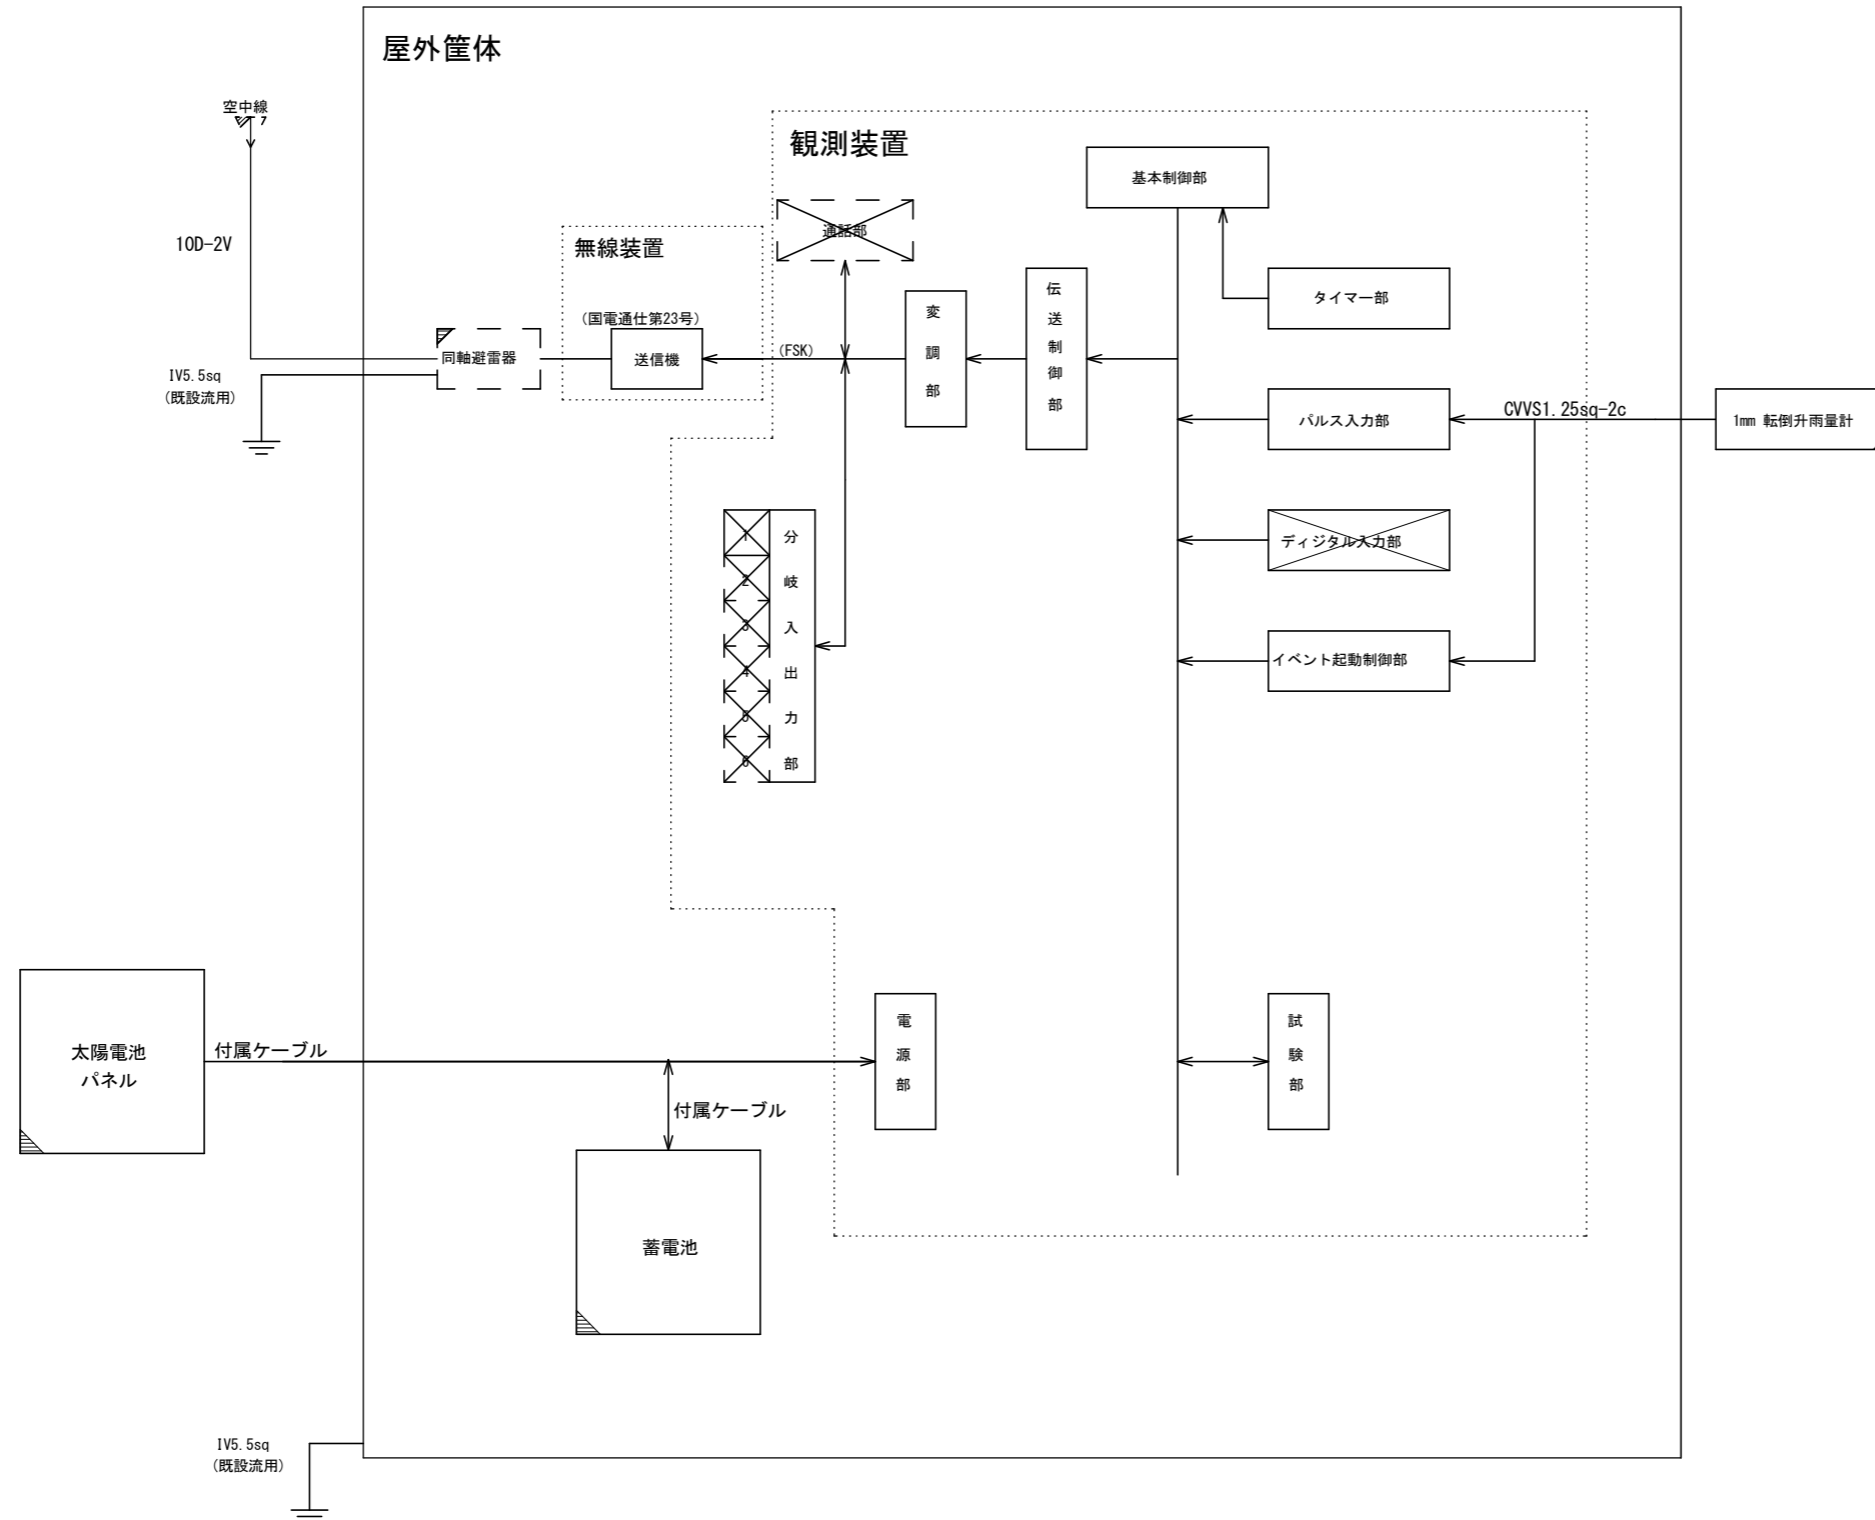 屋外筐体
空中線
観測装置
基本制御部
通話部
10D-2V
無線装置
タイマー部
(国電通仕第23号)
同軸避雷器
送信機
(FSK)
変調部
伝送制御部
IV5.5sq
(既設流用)
パルス入力部
CVVS1.25sq-2c
1mm 転倒升雨量計
ディジタル入力部
1
2
3
4
5
6
分岐入出力部
イベント起動制御部
太陽電池
パネル
付属ケーブル
電源部
試験部
付属ケーブル
蓄電池
IV5.5sq
(既設流用)